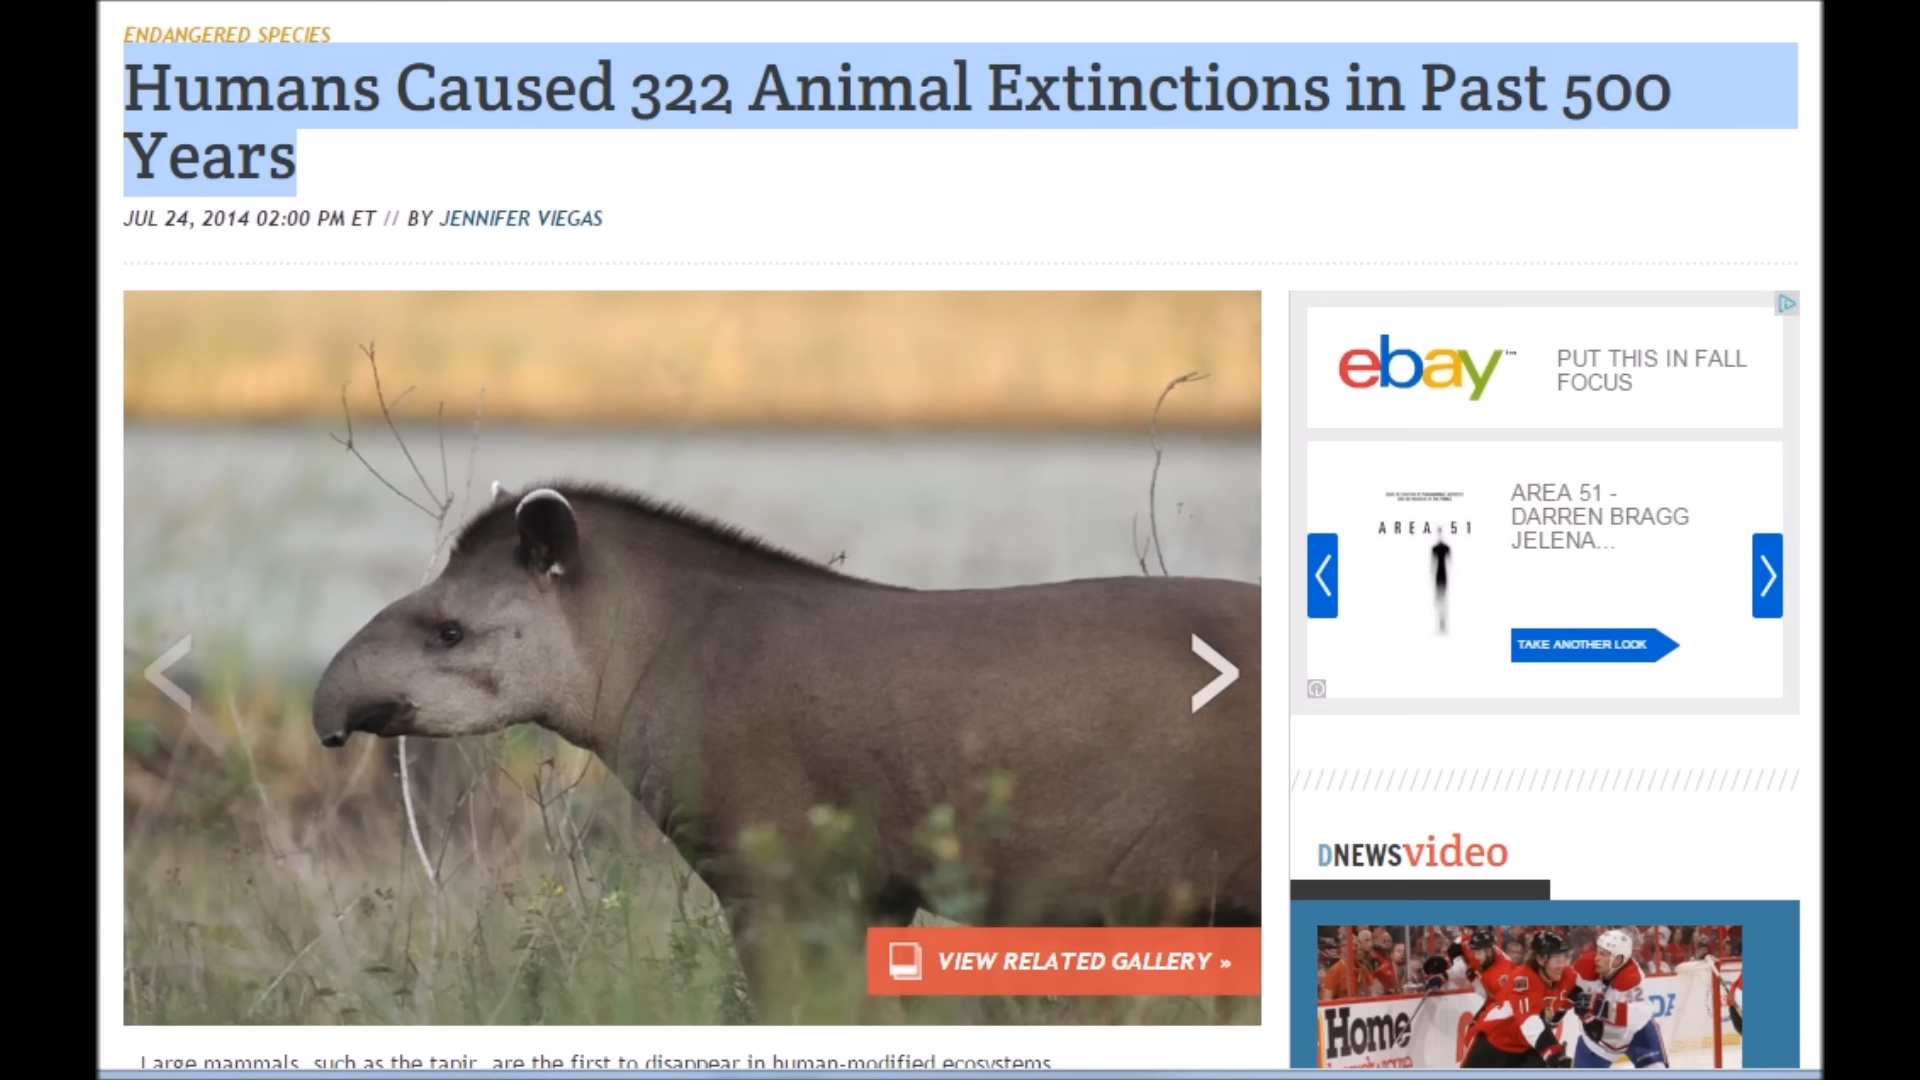 ENDANGERED SPECIES
Humans Caused 322 Animal Extinctions in Past 500
Years
JUL 24, 2014 02:00 PM ET // BY JENNIFER VIEGAS
ebay
PUT THIS IN FALL
FOCUS
AREA 51
AREA 51 -
DARREN BRAGG
JELENA...
TAKE ANOTHER LOOK
DNEWSvideo
VIEW RELATED GALLERY »
11
Home
Large mammals, such as the tapir, are the first to disappear in human-modified ecosystems.